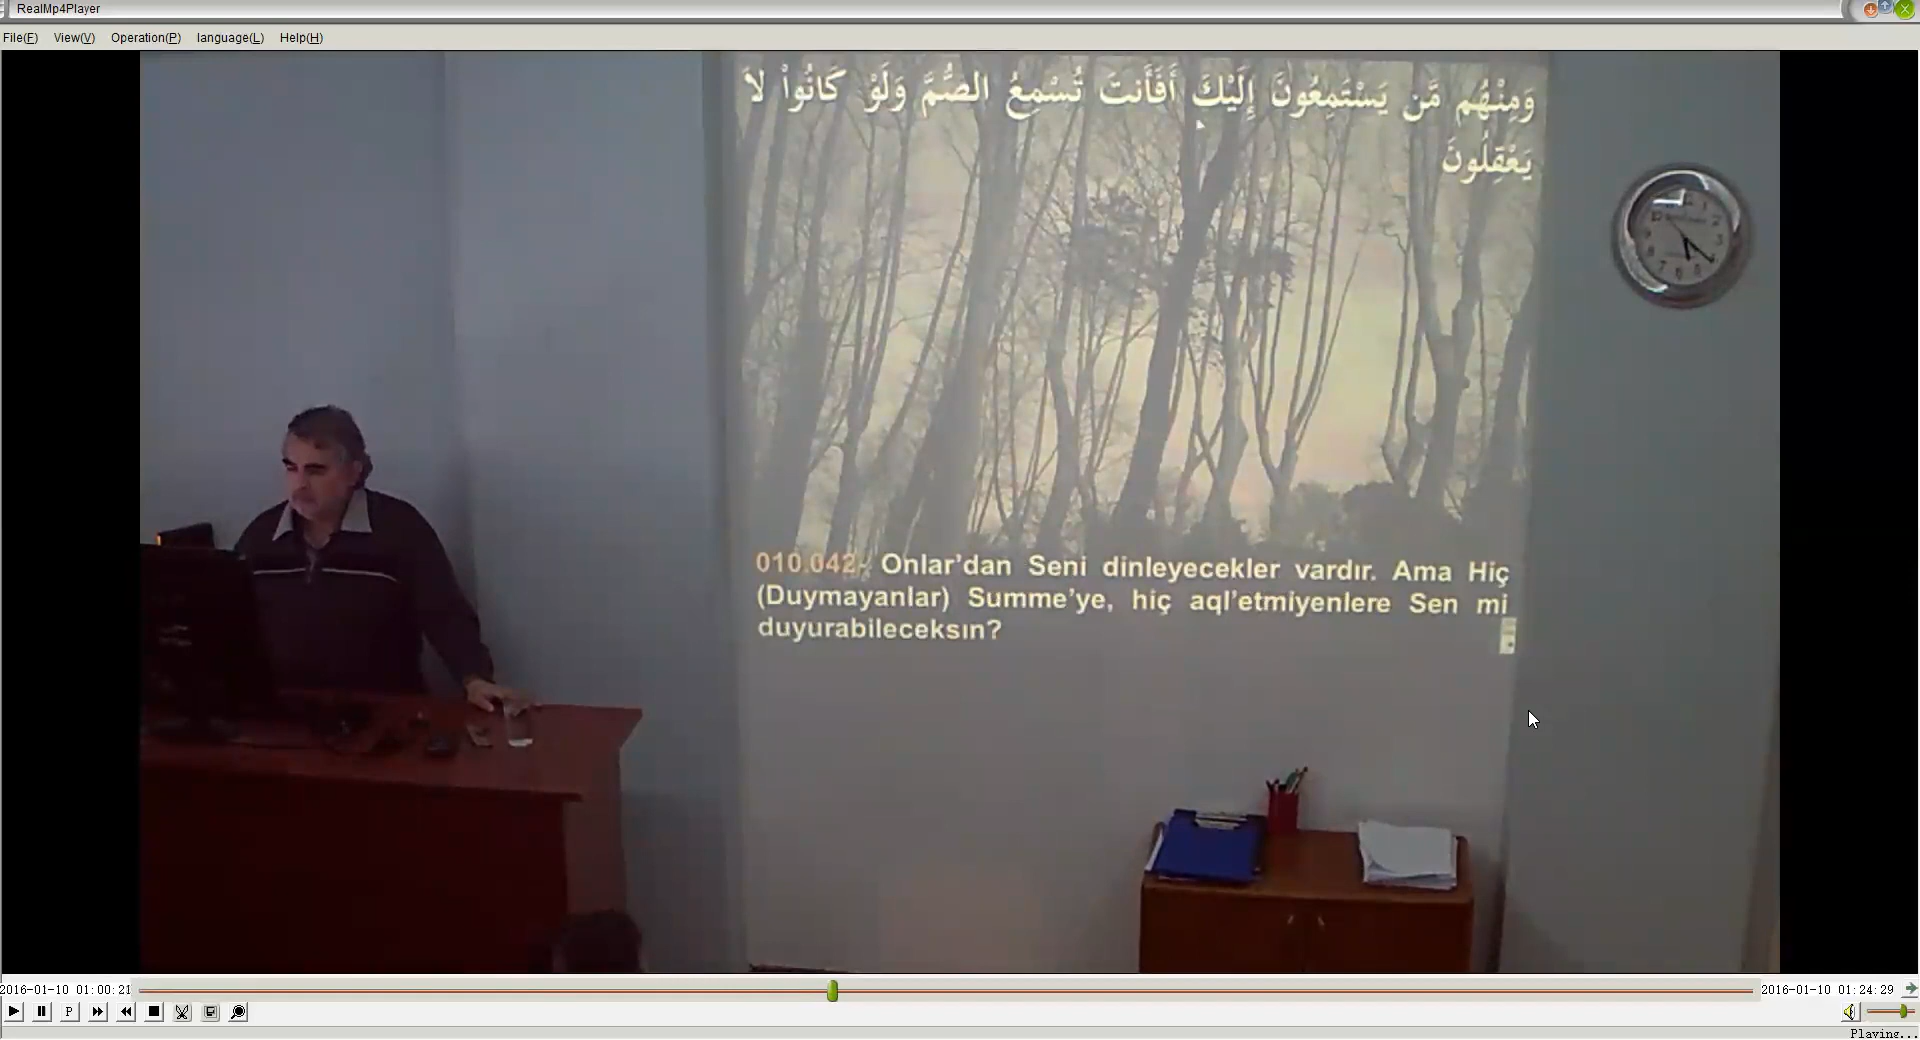 RealMp4Player
File(F) View(V) Operation(P) language(L) Help(H)
وَمِنْهُم مَّن يَسْتَمِعُونَ إِلَيْكَ أَفَأَنتَ تُسْمِعُ الصُّمَّ وَلَوْ كَانُواْ لاَ
يَعْقِلُونَ
010.042- Onlar’dan Seni dinleyecekler vardır. Ama Hiç
(Duymayanlar) Summe’ye, hiç aql’etmiyenlere Sen mi
duyurabileceksın?
2016-01-10 01:00:21
2016-01-10 01:24:29
P
Playing...